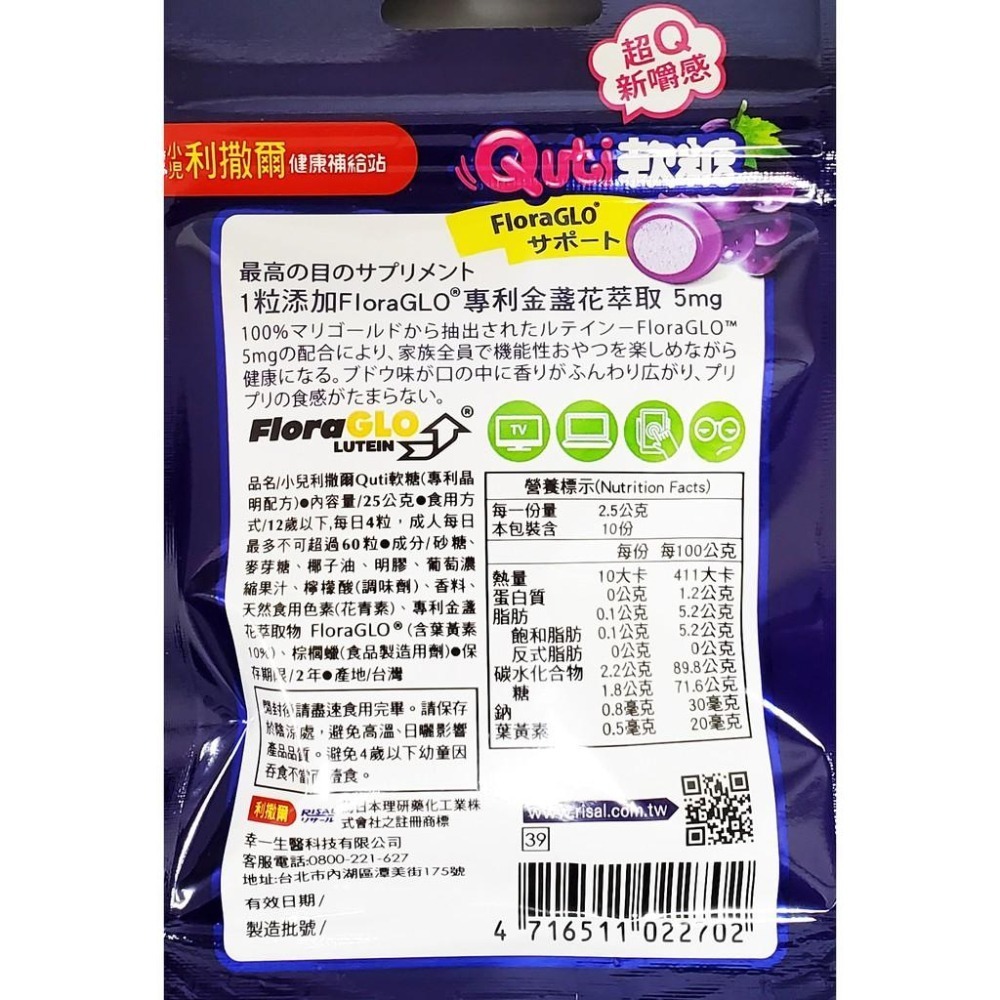 超Q
新嚼感
小兒利撒爾健康補給站
Quti軟糖
FloraGLO®
サポート
最高の目のサプリメント
1粒添加FloraGLO®專利金盞花萃取 5mg
100%マリゴールドから抽出されたルテイン－FloraGLO™
5mgの配合により、家族全員で機能性おやつを楽しめながら
健康になる。ブドウ味が口の中に香りがふんわり広がり、プリ
プリの食感がたまらない。
FloraGLO®
LUTEIN
TV
品名/小兒利撒爾Quti軟糖(專利晶
明配方)●內容量/25公克●食用方
式/12歲以下,每日4粒，成人每日
最多不可超過60粒●成分/砂糖、
麥芽糖、椰子油、明膠、葡萄濃
縮果汁、檸檬酸(調味劑)、香料、
天然食用色素(花青素)、專利金盞
花萃取物 FloraGLO®(含葉黃素
10%)、棕櫚蠟(食品製造用劑)●保
存期限/2年●產地/台灣
開封後請盡速食用完畢。請保存
於陰涼處，避免高溫、日曬影響
產品品質。避免4歲以下幼童因
吞食不當而噎食。
營養標示(Nutrition Facts)
每一份量 2.5公克
本包裝含 10份
每份 每100公克
熱量 10大卡 411大卡
蛋白質 0公克 1.2公克
脂肪 0.1公克 5.2公克
飽和脂肪 0.1公克 5.2公克
反式脂肪 0公克 0公克
碳水化合物 2.2公克 89.8公克
糖 1.8公克 71.6公克
鈉 0.8毫克 30毫克
葉黃素 0.5毫克 20毫克
利撒爾 RISAL リサール 為日本理研藥化工業株
式會社之註冊商標
幸一生醫科技有限公司
客服電話:0800-221-627
地址:台北市內湖區潭美街175號
有效日期/
製造批號/
www.risal.com.tw
39
4 716511 022702